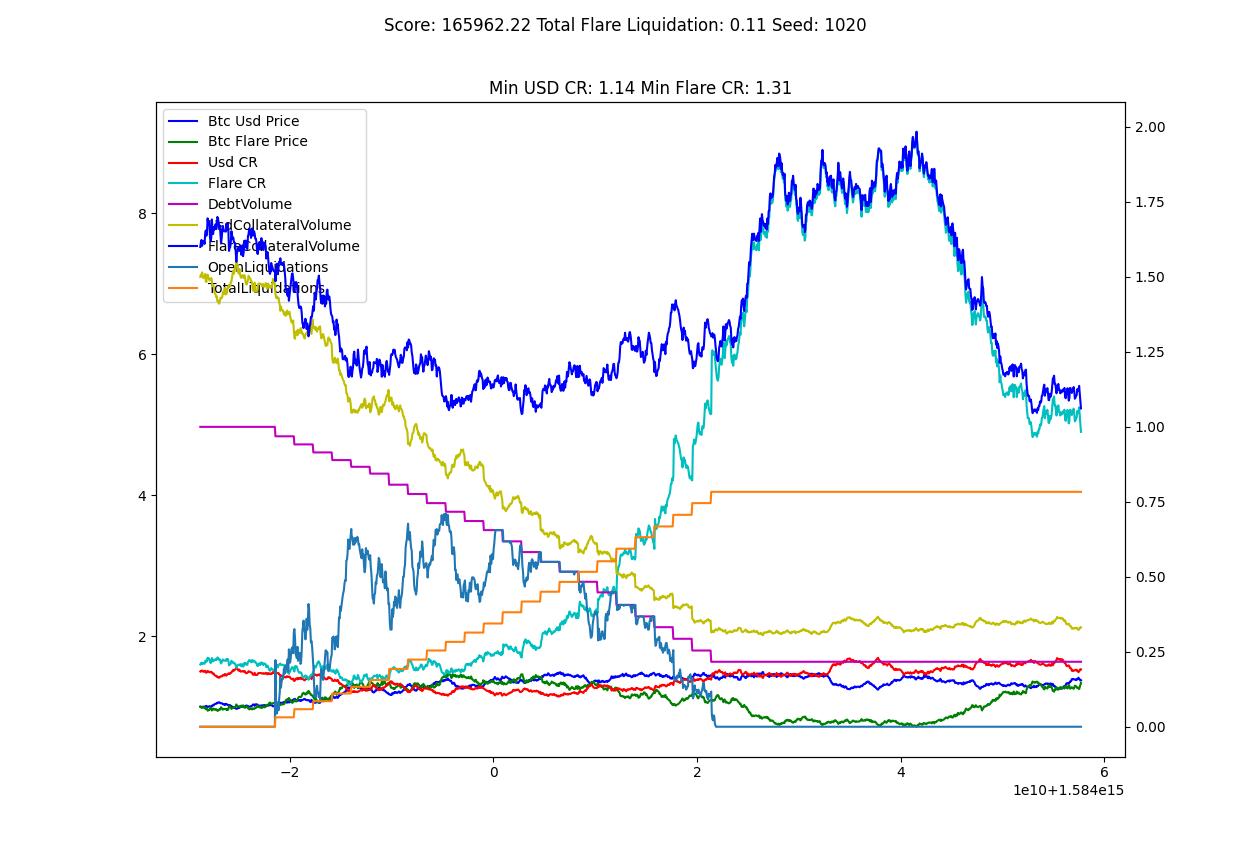 Score: 165962.22 Total Flare Liquidation: 0.11 Seed: 1020
Min USD CR: 1.14 Min Flare CR: 1.31
Btc Usd Price
Btc Flare Price
Usd CR
Flare CR
DebtVolume
UsdCollateralVolume
FlareCollateralVolume
OpenLiquidations
TotalLiquidations
8
6
4
2
2.00
1.75
1.50
1.25
1.00
0.75
0.50
0.25
0.00
−2
0
2
4
6
1e10+1.584e15